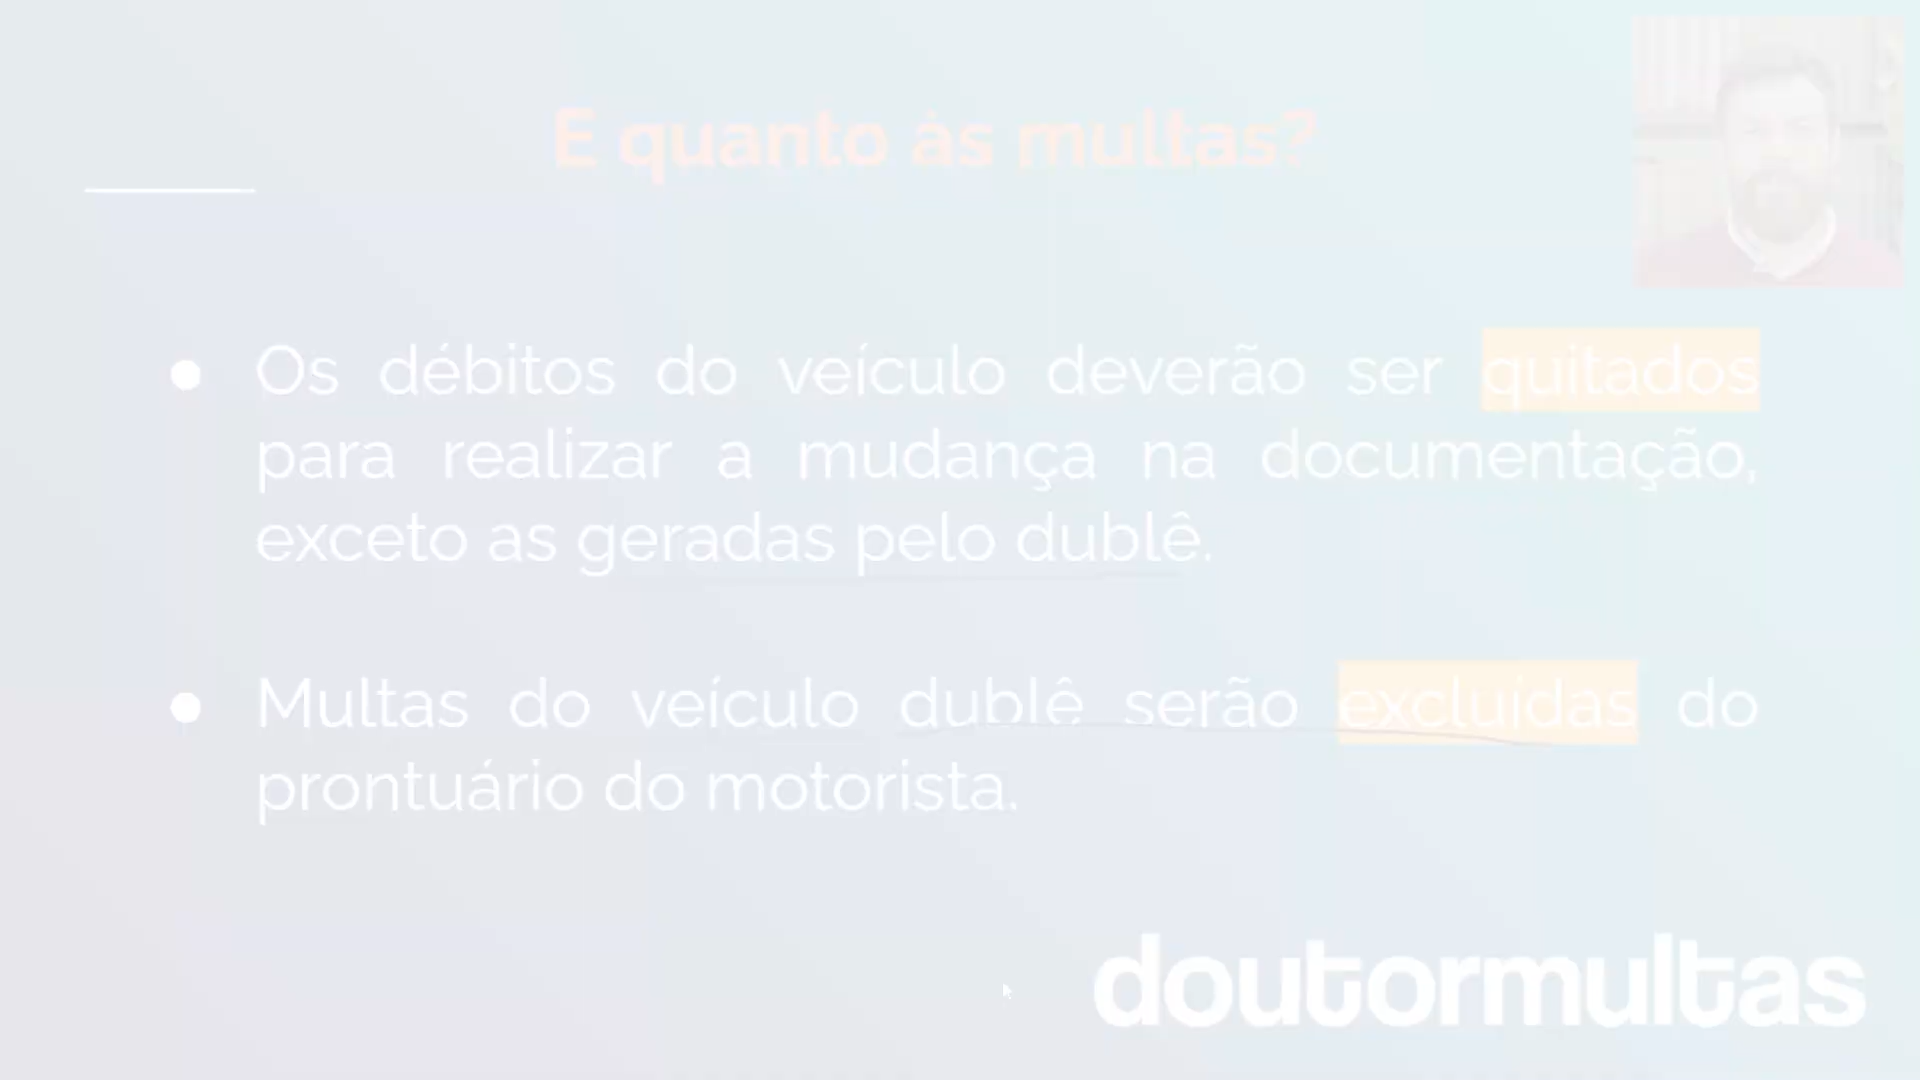 E quanto às multas?
Os débitos do veículo deverão ser quitados
para realizar a mudança na documentação,
exceto as geradas pelo dublê.
Multas do veículo dublê serão excluídas do
prontuário do motorista.
doutormultas